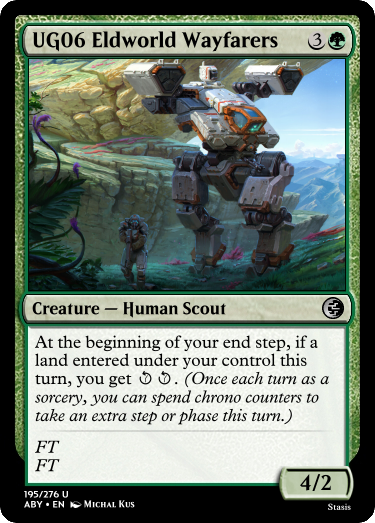 UG06 Eldworld Wayfarers 3
Creature — Human Scout
At the beginning of your end step, if a
land entered under your control this
turn, you get . (Once each turn as a
sorcery, you can spend chrono counters to
take an extra step or phase this turn.)
FT
FT
4/2
195/276 U
ABY • EN Michal Kus
Stasis